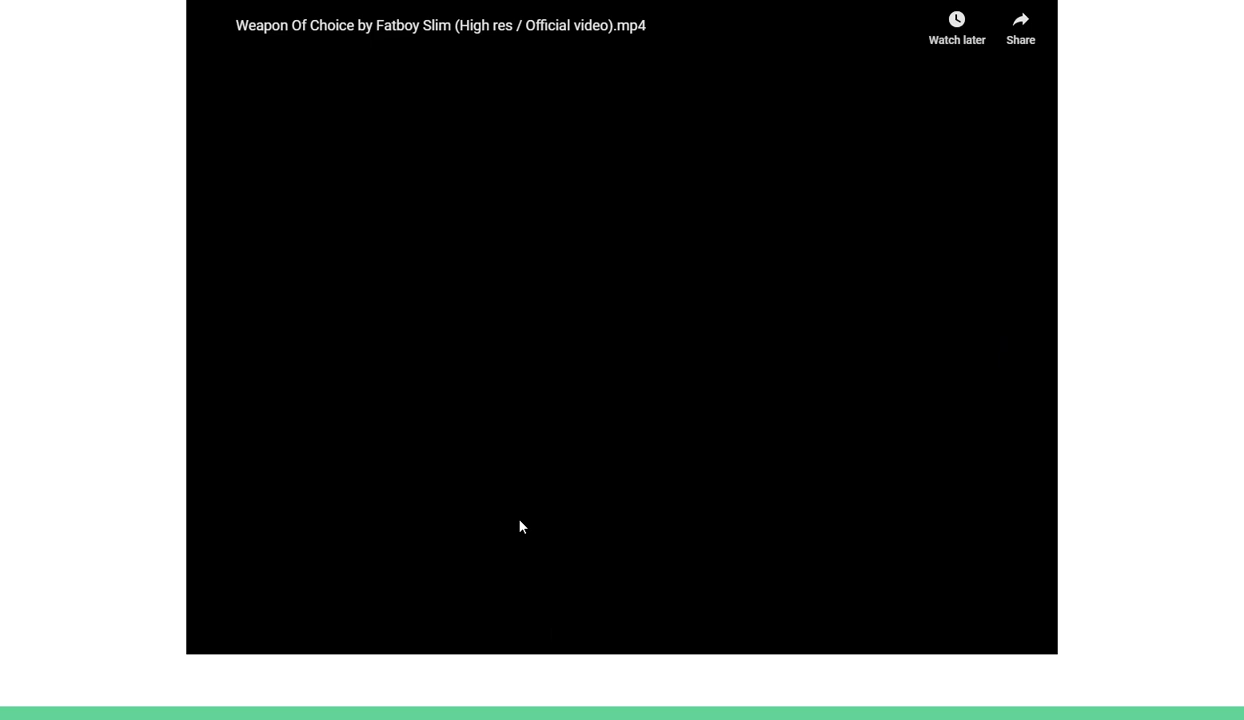 Weapon Of Choice by Fatboy Slim (High res / Official video).mp4
Watch later
Share